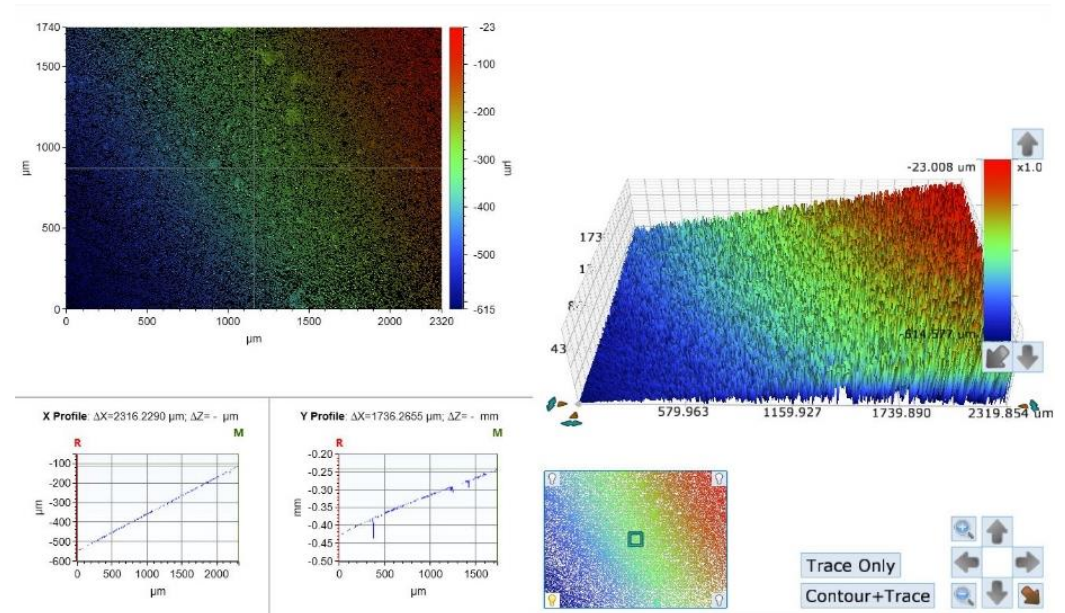 1740
1500
1000
500
0
µm
0 500 1000 1500 2000 2320
µm
-23
-100
-200
-300
-400
-500
-615
µm
-23.008 um
x1.0
173
43
-614.577 um
579.963 1159.927 1739.890 2319.854 um
X Profile: ΔX=2316.2290 µm; ΔZ= - µm
R M
-100
-200
-300
-400
-500
-600
µm
0 500 1000 1500 2000
µm
Y Profile: ΔX=1736.2655 µm; ΔZ= - mm
R M
-0.20
-0.25
-0.30
-0.35
-0.40
-0.45
-0.50
mm
0 500 1000 1500
µm
Trace Only
Contour+Trace